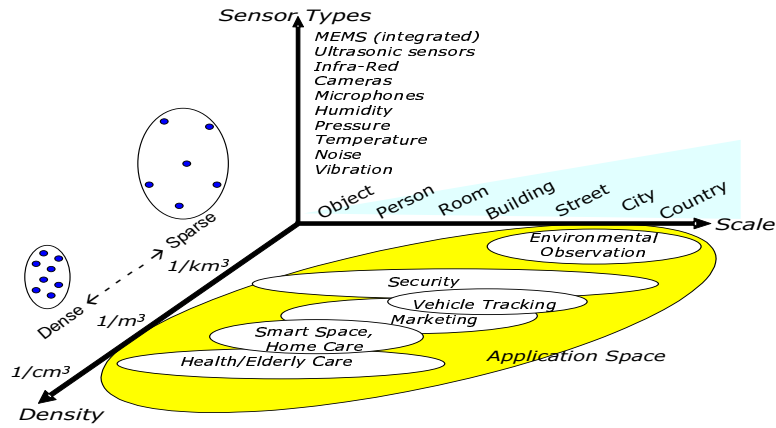 Sensor Types
MEMS (integrated)
Ultrasonic sensors
Infra-Red
Cameras
Microphones
Humidity
Pressure
Temperature
Noise
Vibration
Object
Person
Room
Building
Street
City
Country
Scale
Sparse
Dense
1/km³
1/m³
1/cm³
Density
Environmental
Observation
Security
Vehicle Tracking
Marketing
Smart Space,
Home Care
Health/Elderly Care
Application Space